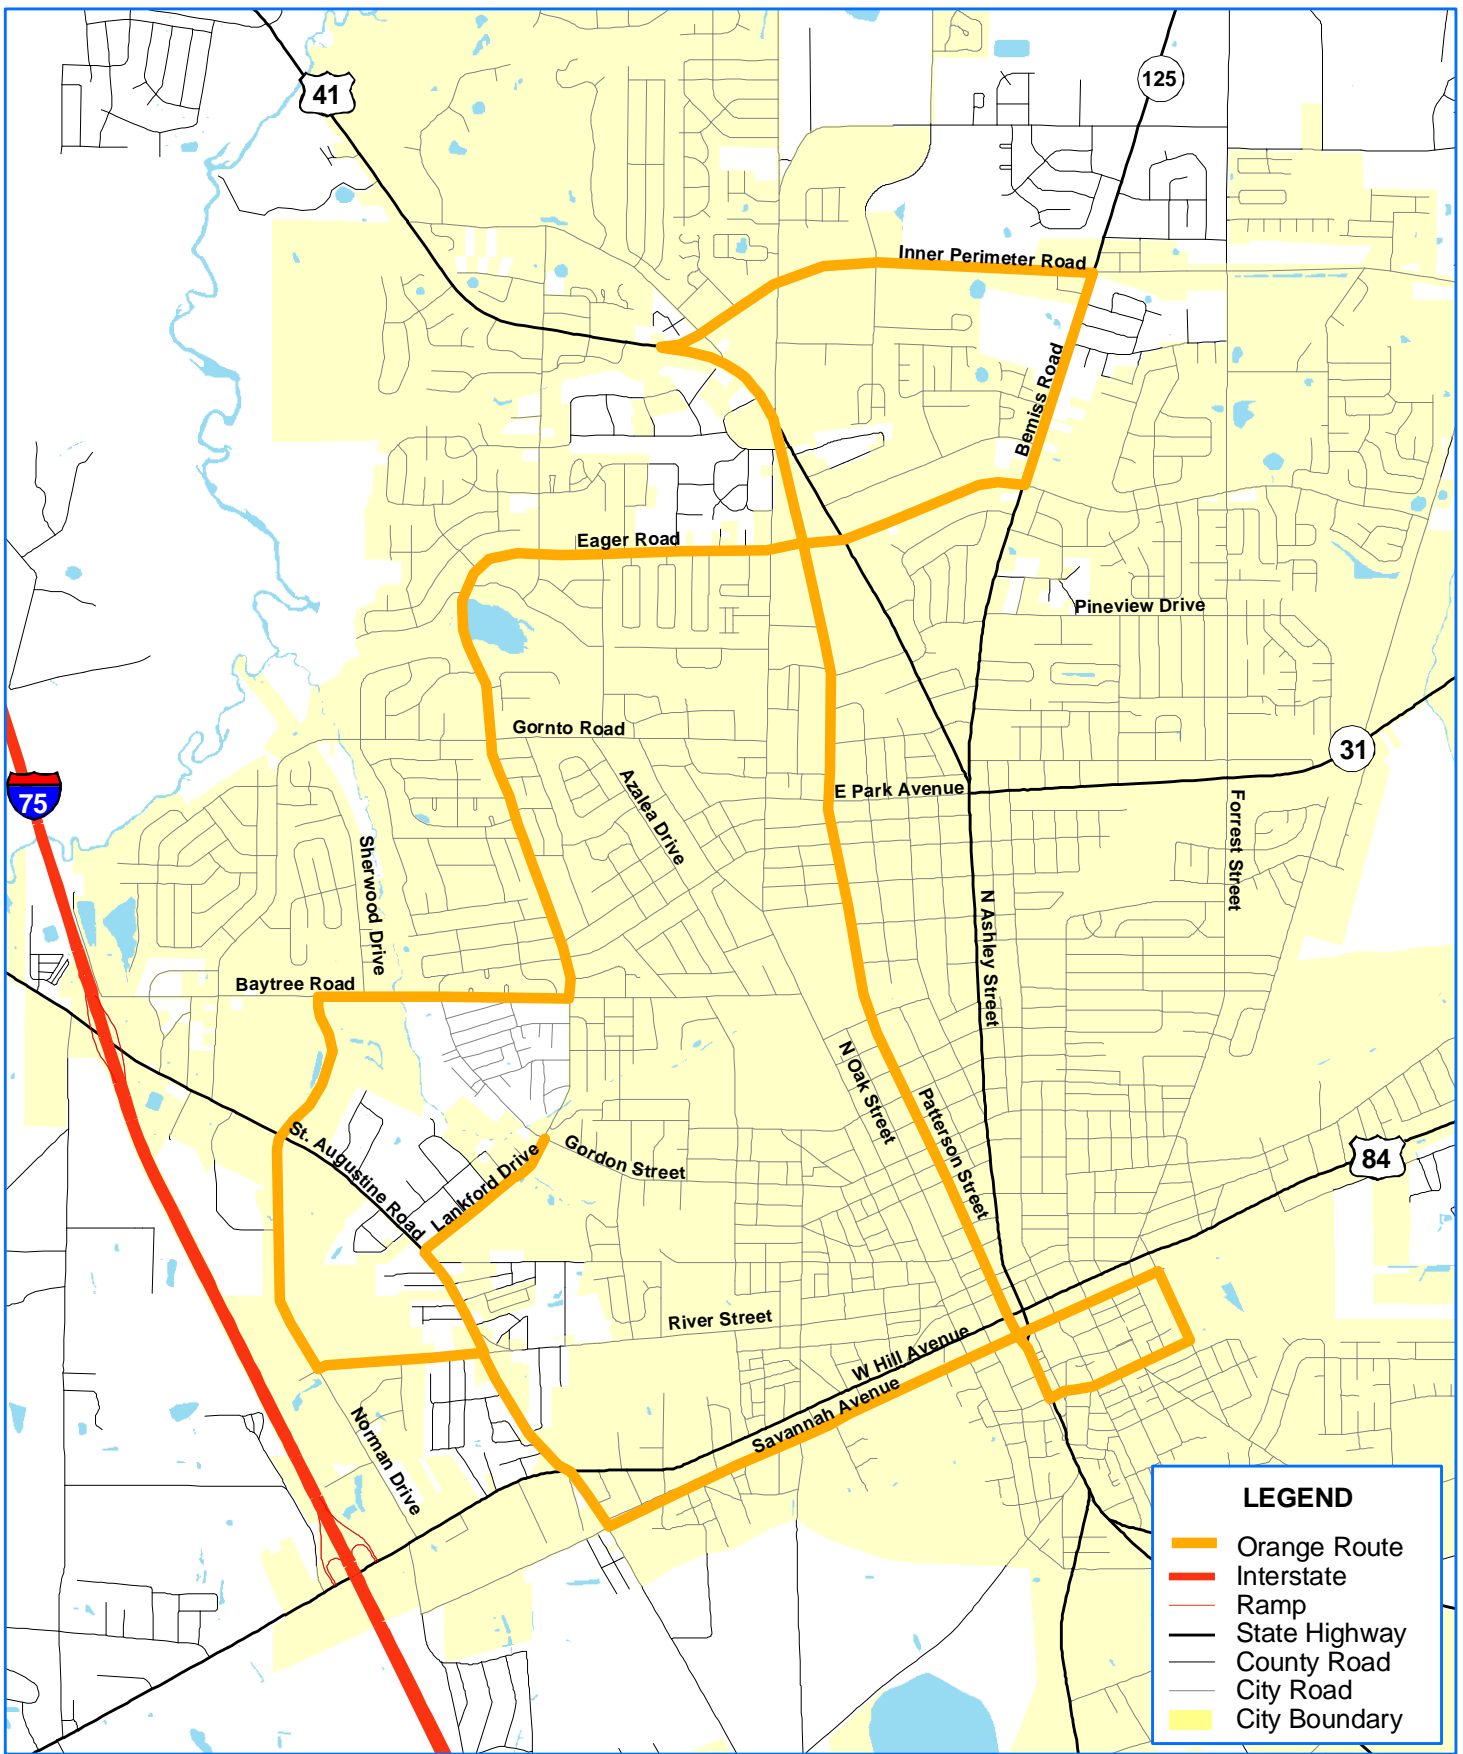 41
125
Inner Perimeter Road
Bemiss Road
Eager Road
Pineview Drive
Gornto Road
31
Azalea Drive
E Park Avenue
75
Forrest Street
Sherwood Drive
N Ashley Street
Baytree Road
N Oak Street
Patterson Street
St. Augustine Road
Lankford Drive
Gordon Street
84
River Street
W Hill Avenue
Savannah Avenue
Norman Drive
LEGEND
Orange Route
Interstate
Ramp
State Highway
County Road
City Road
City Boundary